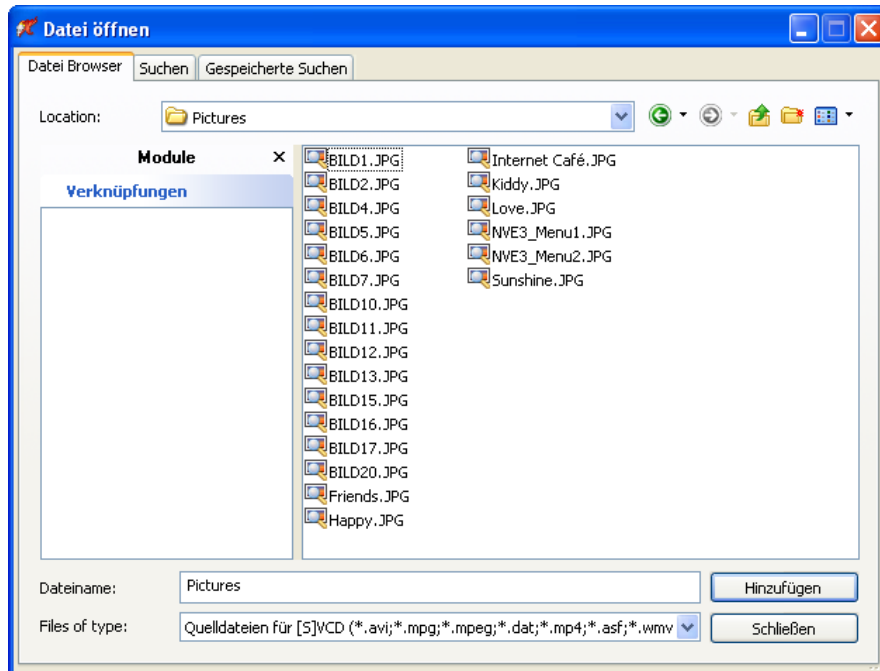 Datei öffnen
Datei Browser Suchen Gespeicherte Suchen
Location: Pictures
Module
Verknüpfungen
BILD1.JPG
BILD2.JPG
BILD4.JPG
BILD5.JPG
BILD6.JPG
BILD7.JPG
BILD10.JPG
BILD11.JPG
BILD12.JPG
BILD13.JPG
BILD15.JPG
BILD16.JPG
BILD17.JPG
BILD20.JPG
Friends.JPG
Happy.JPG
Internet Café.JPG
Kiddy.JPG
Love.JPG
NVE3_Menu1.JPG
NVE3_Menu2.JPG
Sunshine.JPG
Dateiname: Pictures Hinzufügen
Files of type: Quelldateien für [S]VCD (*.avi;*.mpg;*.mpeg;*.dat;*.mp4;*.asf;*.wmv Schließen